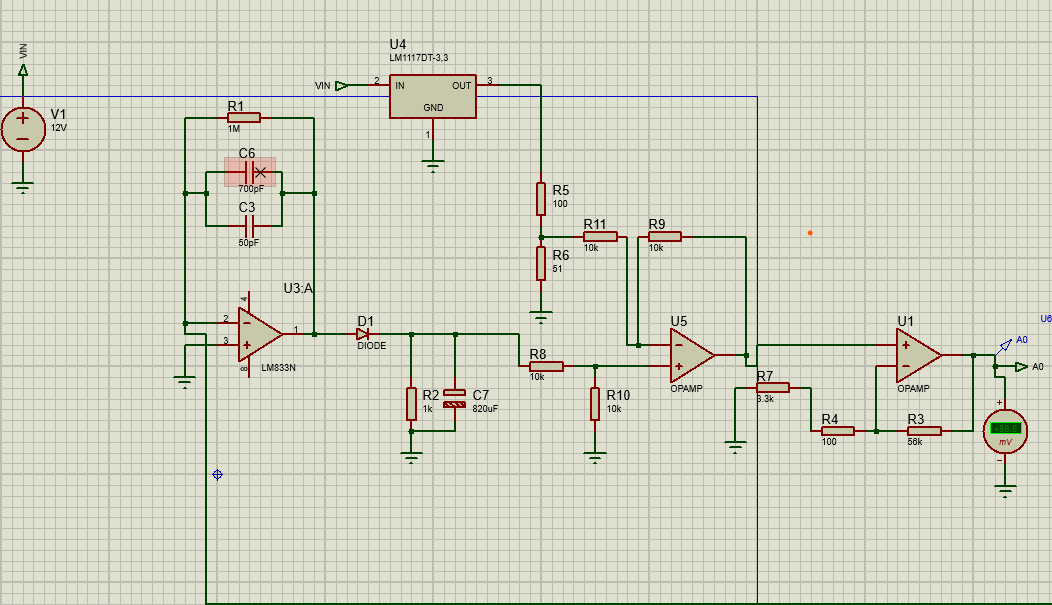 VIN
V1
12V
U4
LM1117DT-3,3
VIN
2
IN
OUT
3
GND
1
R1
1M
C6
700pF
C3
50pF
R5
100
R11
10k
R9
10k
R6
51
U3:A
4
2
3
1
8
LM833N
D1
DIODE
R8
10k
R2
1k
C7
820uF
R10
10k
U5
OPAMP
U1
OPAMP
R7
3.3k
R4
100
R3
56k
U6
A0
A0
mV